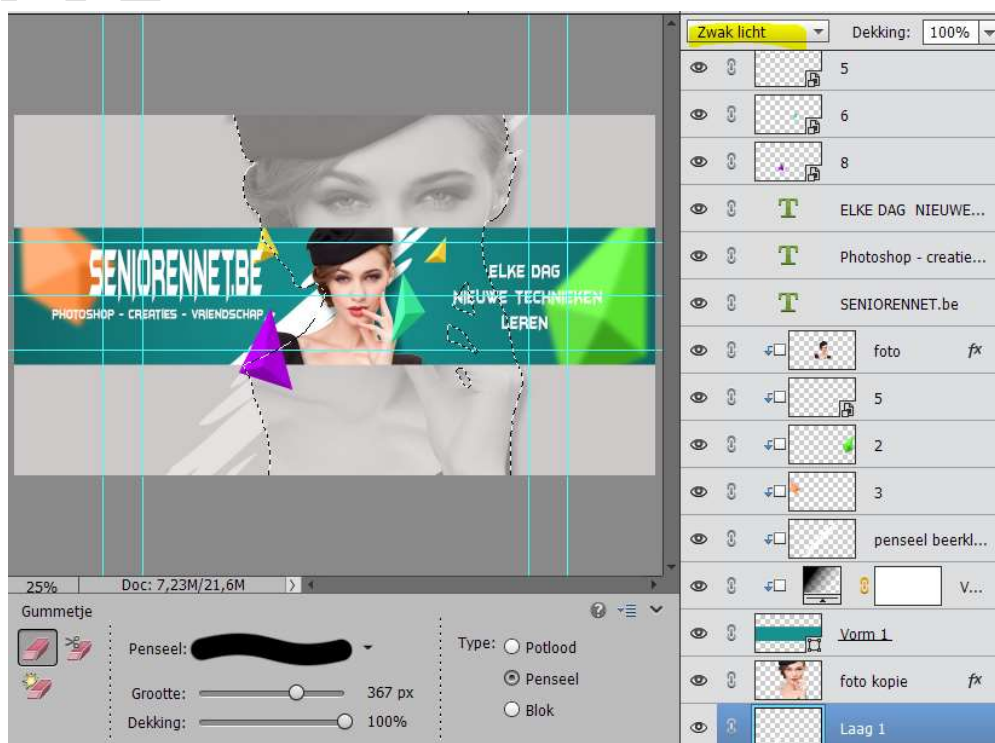 Zwak licht
Dekking: 100%
5
6
8
ELKE DAG NIEUWE...
Photoshop - creatie...
SENIORENNET.be
foto fx
5
2
3
penseel beerkl...
V...
Vorm 1
foto kopie fx
Laag 1
SENIORENNET.BE
PHOTOSHOP - CREATIES - VRIENDSCHAP
ELKE DAG
NIEUWE TECHNIEKEN
LEREN
25% Doc: 7,23M/21,6M
Gummetje
Penseel:
Grootte: 367 px
Dekking: 100%
Type: Potlood
Penseel
Blok